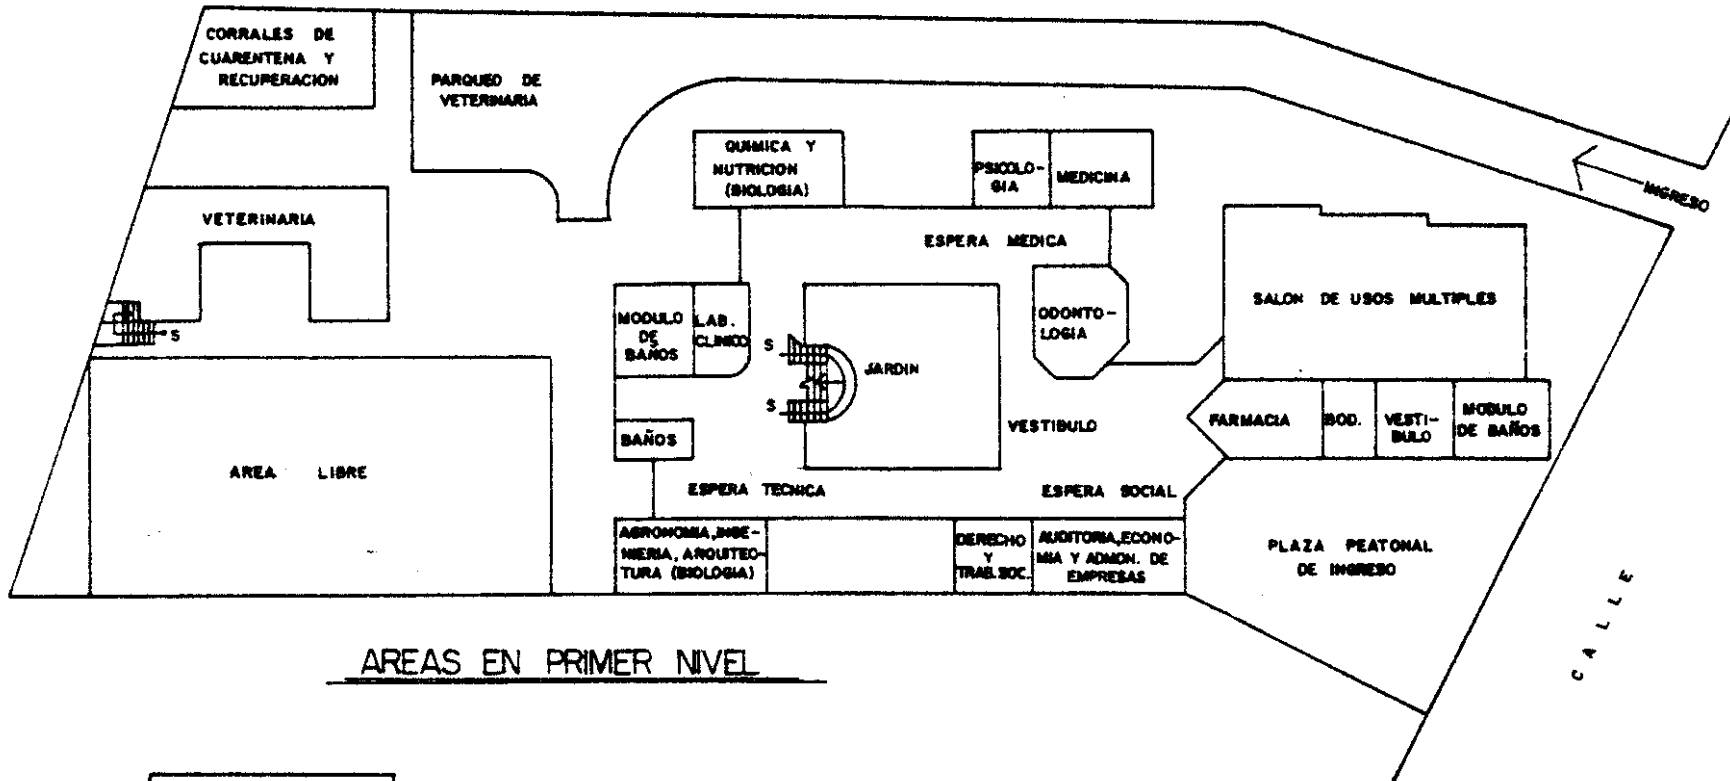 CORRALES DE
CUARENTENA Y
RECUPERACION
PARQUEO DE
VETERINARIA
QUIMICA Y
NUTRICION
(BIOLOGIA)
PSICOLO-
GIA
MEDICINA
INGRESO
VETERINARIA
ESPERA MEDICA
SALON DE USOS MULTIPLES
MODULO
DE
BAÑOS
LAB.
CLINICO
ODONTO-
LOGIA
S
S
S
S
JARDIN
VESTIBULO
FARMACIA
BOD.
VESTI-
BULO
MODULO
DE BAÑOS
BAÑOS
AREA LIBRE
ESPERA TECNICA
ESPERA SOCIAL
AGRONOMIA, INGE-
NIERIA, ARQUITEC-
TURA (BIOLOGIA)
DERECHO
Y
TRAB. SOC.
AUDITORIA, ECONO-
MIA Y ADMON. DE
EMPRESAS
PLAZA PEATONAL
DE INGRESO
CALLE
AREAS EN PRIMER NIVEL